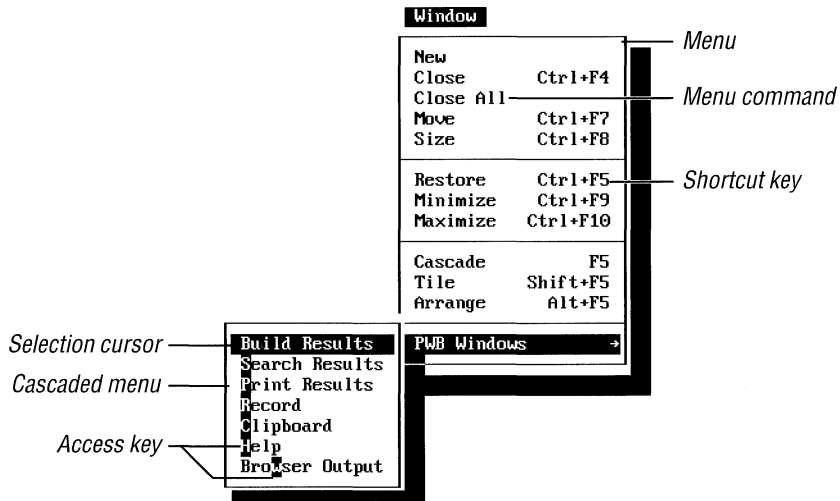 Window
Menu
New
Close Ctrl+F4
Close All
Menu command
Move Ctrl+F7
Size Ctrl+F8
Restore Ctrl+F5
Shortcut key
Minimize Ctrl+F9
Maximize Ctrl+F10
Cascade F5
Tile Shift+F5
Arrange Alt+F5
PWB Windows →
Selection cursor
Build Results
Search Results
Cascaded menu
Print Results
Record
Clipboard
Access key
Help
Browser Output